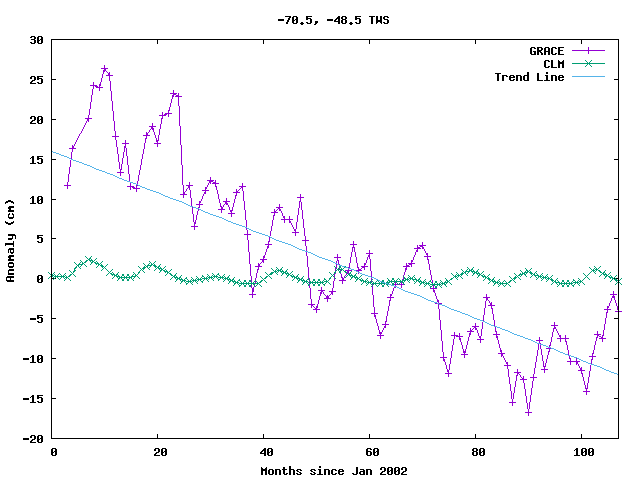 -70.5, -48.5 TWS
GRACE
CLM
Trend Line
30
25
20
15
10
5
0
-5
-10
-15
-20
Anomaly (cm)
0 20 40 60 80 100
Months since Jan 2002